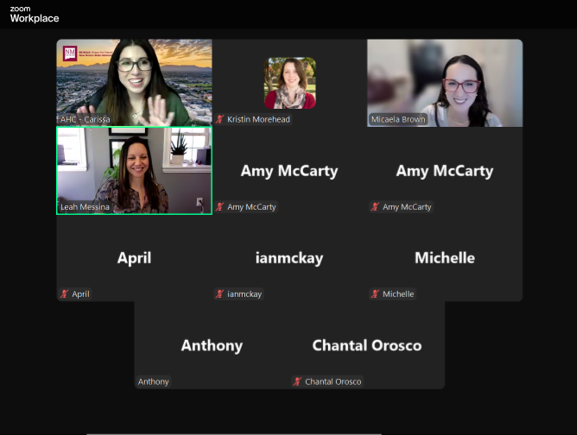 zoom
Workplace
NM
AHC - Carissa
Kristin Morehead
Micaela Brown
Leah Messina
Amy McCarty
Amy McCarty
Amy McCarty
Amy McCarty
April
ianmckay
Michelle
April
ianmckay
Michelle
Anthony
Chantal Orosco
Anthony
Chantal Orosco